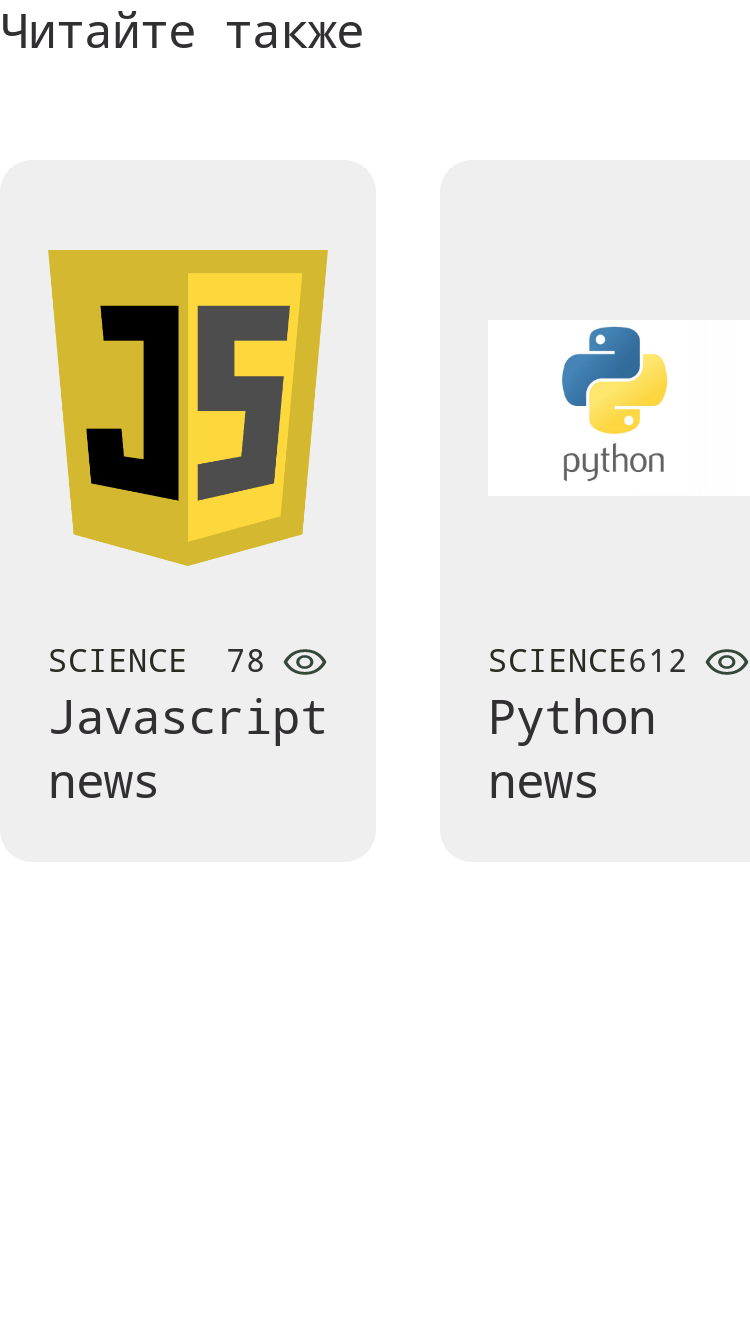 Читайте также
JS
python
SCIENCE 78
Javascript
news
SCIENCE612
Python
news